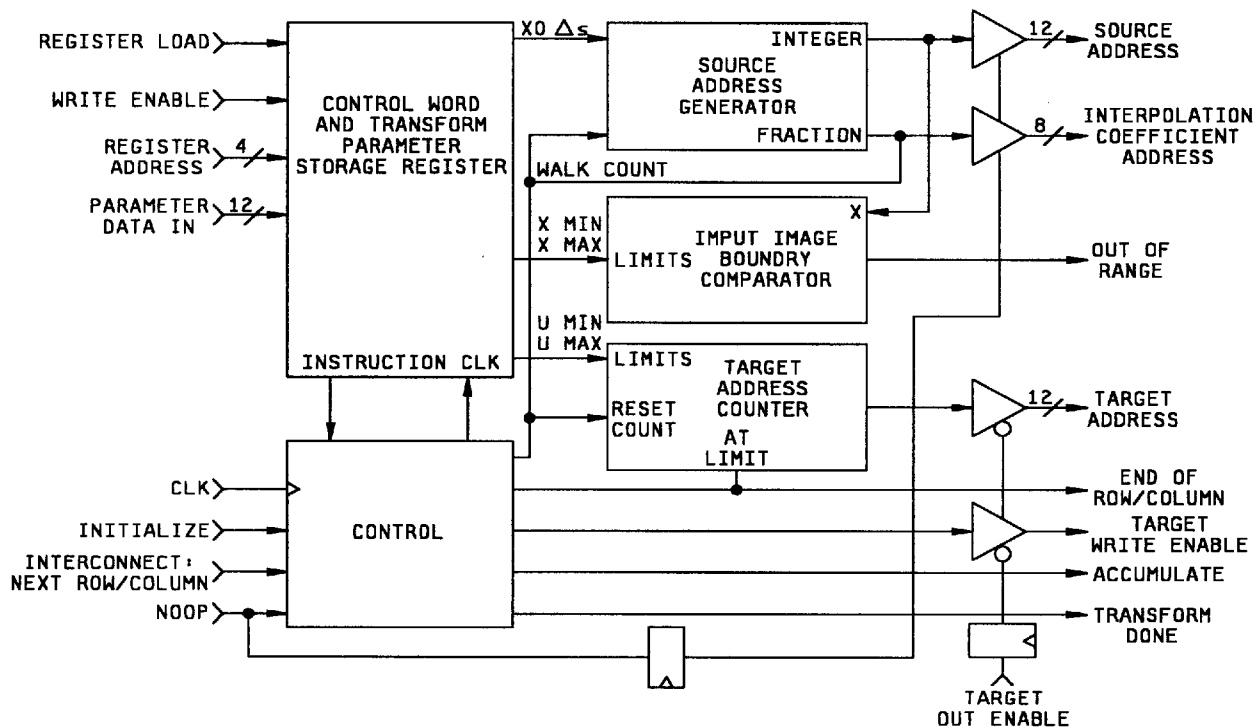 REGISTER LOAD
WRITE ENABLE
REGISTER
ADDRESS
4
PARAMETER
DATA IN
12
CONTROL WORD
AND TRANSFORM
PARAMETER
STORAGE REGISTER
INSTRUCTION CLK
XO Δs
INTEGER
SOURCE
ADDRESS
GENERATOR
FRACTION
12
SOURCE
ADDRESS
8
INTERPOLATION
COEFFICIENT
ADDRESS
WALK COUNT
X MIN
X MAX
X
LIMITS
IMPUT IMAGE
BOUNDRY
COMPARATOR
OUT OF
RANGE
U MIN
U MAX
LIMITS
TARGET
ADDRESS
COUNTER
RESET
COUNT
AT
LIMIT
12
TARGET
ADDRESS
CLK
INITIALIZE
INTERCONNECT:
NEXT ROW/COLUMN
NOOP
CONTROL
END OF
ROW/COLUMN
TARGET
WRITE ENABLE
ACCUMULATE
TRANSFORM
DONE
TARGET
OUT ENABLE